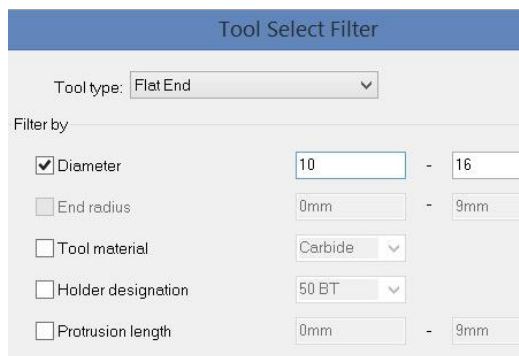 Tool Select Filter
Tool type: Flat End
Filter by
Diameter 10 - 16
End radius 0mm - 9mm
Tool material Carbide
Holder designation 50 BT
Protrusion length 0mm - 9mm